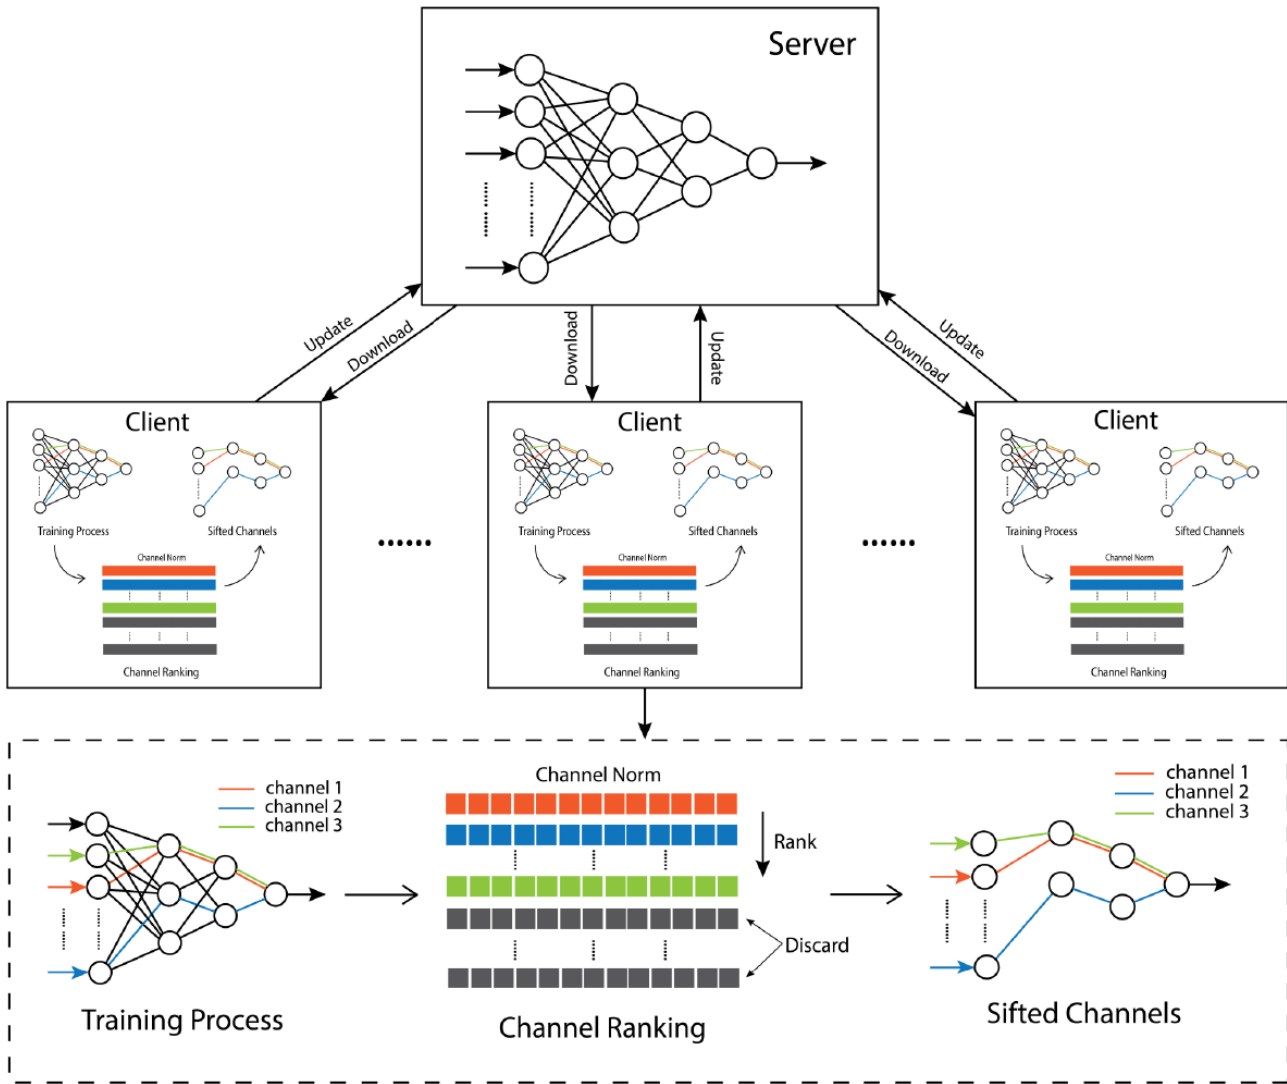 Server
Update
Download
Download
Update
Download
Update
Client
Training Process
Sifted Channels
Channel Norm
Channel Ranking
......
Client
Training Process
Sifted Channels
Channel Norm
Channel Ranking
......
Client
Training Process
Sifted Channels
Channel Norm
Channel Ranking
channel 1
channel 2
channel 3
Training Process
Channel Norm
Rank
Discard
Channel Ranking
channel 1
channel 2
channel 3
Sifted Channels